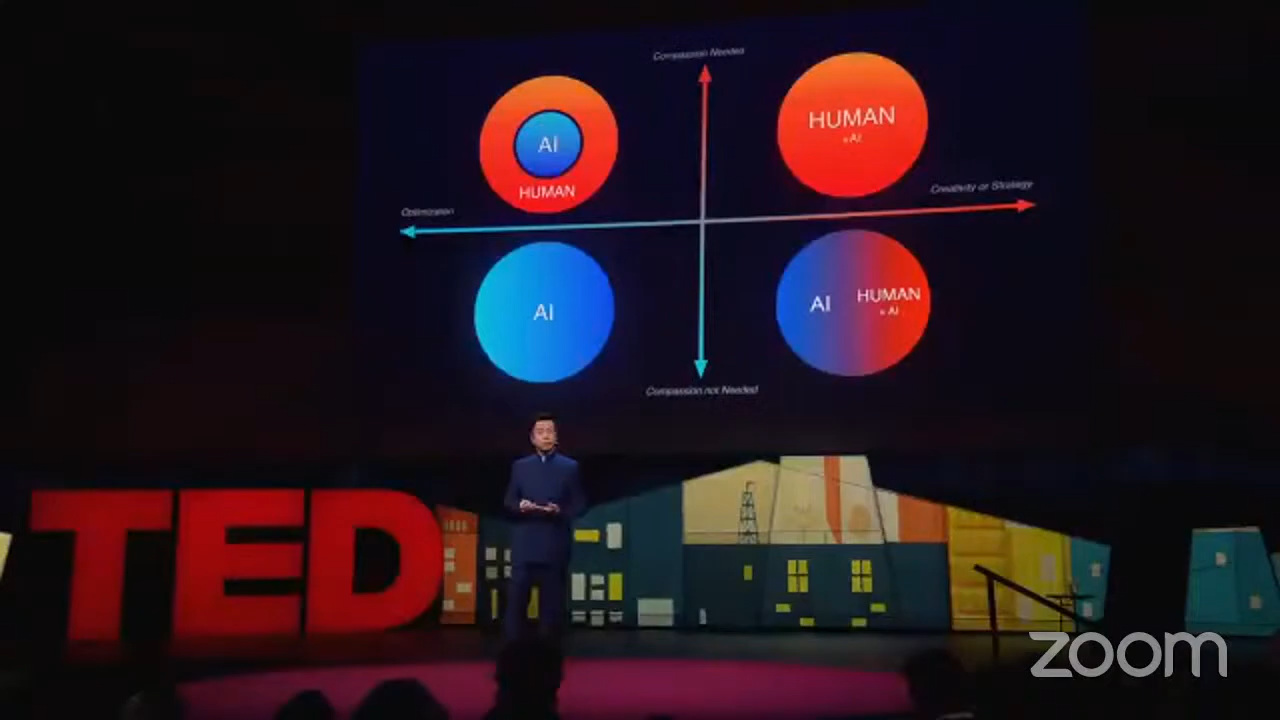 Compassion Needed
HUMAN
+ AI
AI
HUMAN
Creativity or Strategy
Optimization
AI
AI
HUMAN
+ AI
Compassion not Needed
TED
zoom